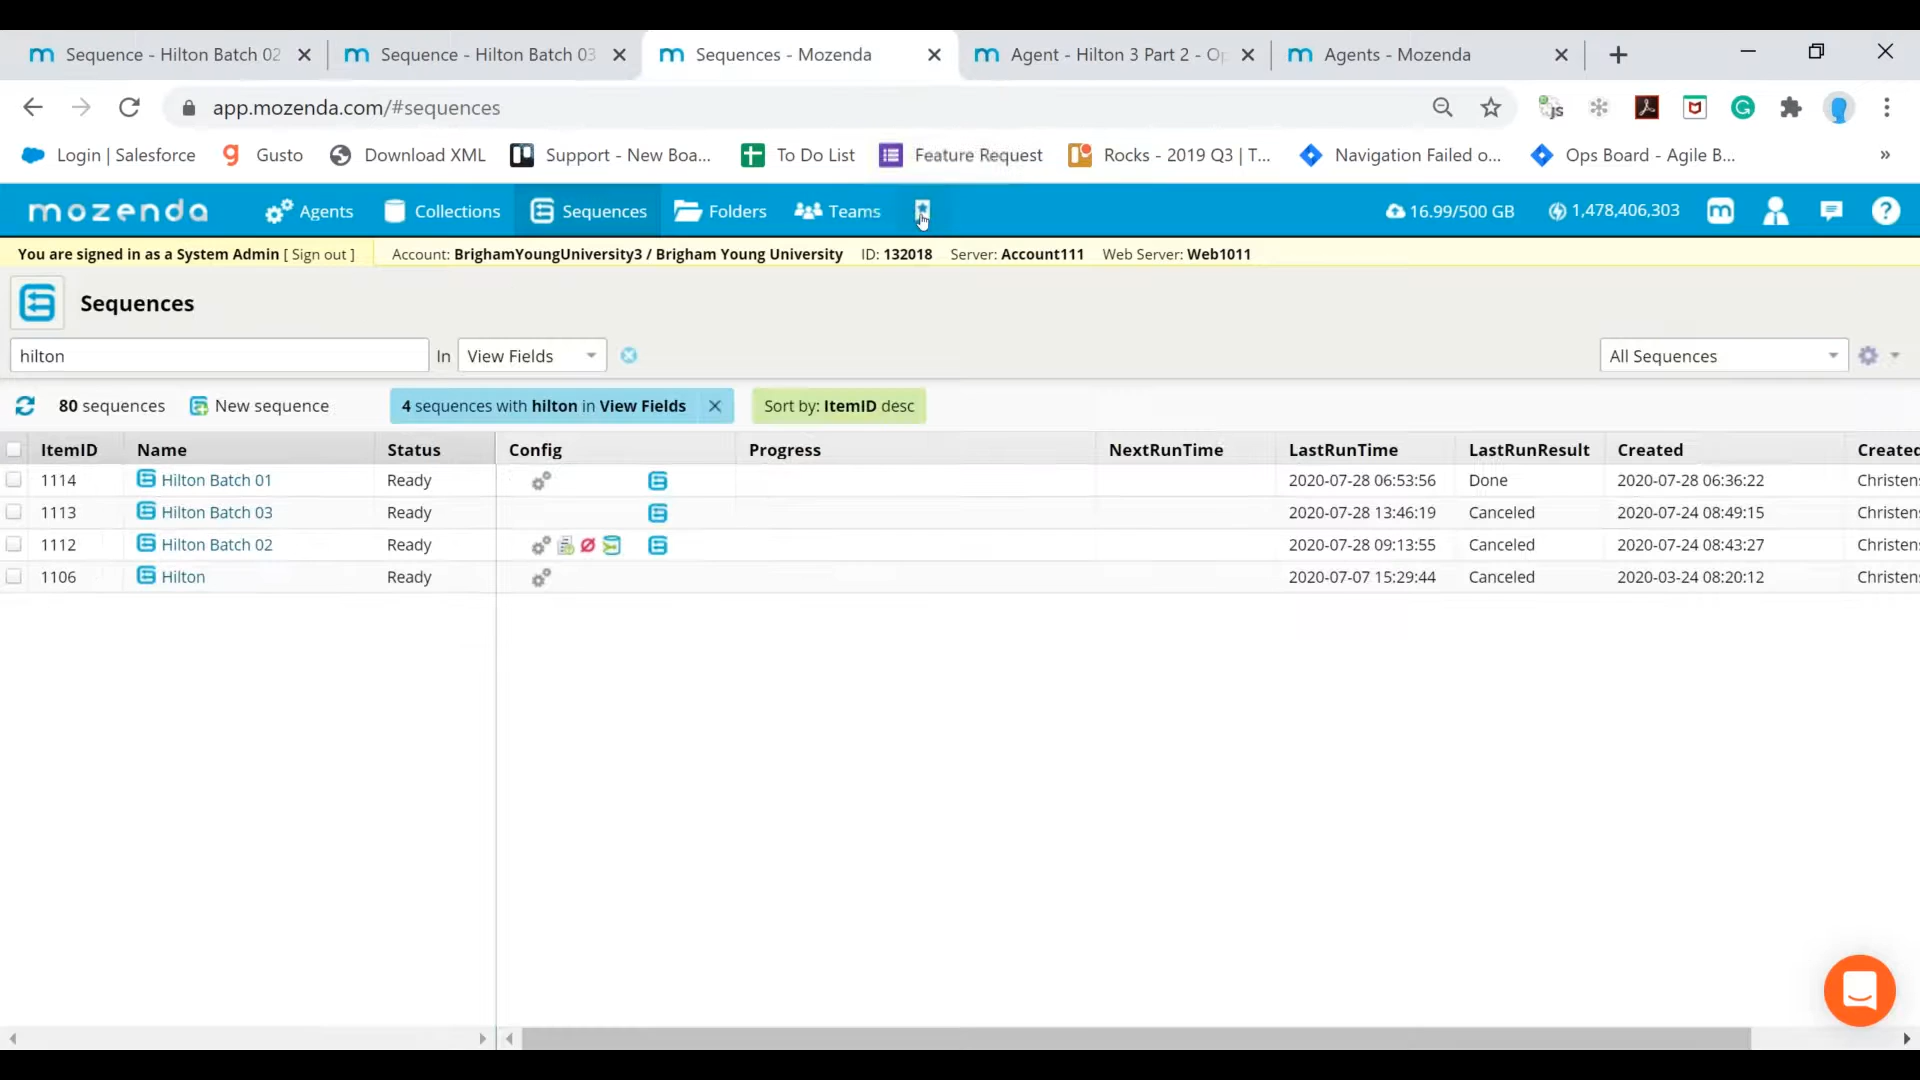 Sequence - Hilton Batch 02
Sequence - Hilton Batch 03
Sequences - Mozenda
Agent - Hilton 3 Part 2 - Op
Agents - Mozenda
app.mozenda.com/#sequences
Login | Salesforce
Gusto
Download XML
Support - New Boa...
To Do List
Feature Request
Rocks - 2019 Q3 | T...
Navigation Failed o...
Ops Board - Agile B...
»
mozenda
Agents
Collections
Sequences
Folders
Teams
16.99/500 GB
1,478,406,303
You are signed in as a System Admin [ Sign out ]
Account: BrighamYoungUniversity3 / Brigham Young University ID: 132018 Server: Account111 Web Server: Web1011
Sequences
hilton
In
View Fields
All Sequences
80 sequences
New sequence
4 sequences with hilton in View Fields
Sort by: ItemID desc
ItemID Name Status Config Progress NextRunTime LastRunTime LastRunResult Created Created
1114 Hilton Batch 01 Ready 2020-07-28 06:53:56 Done 2020-07-28 06:36:22 Christens
1113 Hilton Batch 03 Ready 2020-07-28 13:46:19 Canceled 2020-07-24 08:49:15 Christens
1112 Hilton Batch 02 Ready 2020-07-28 09:13:55 Canceled 2020-07-24 08:43:27 Christens
1106 Hilton Ready 2020-07-07 15:29:44 Canceled 2020-03-24 08:20:12 Christens